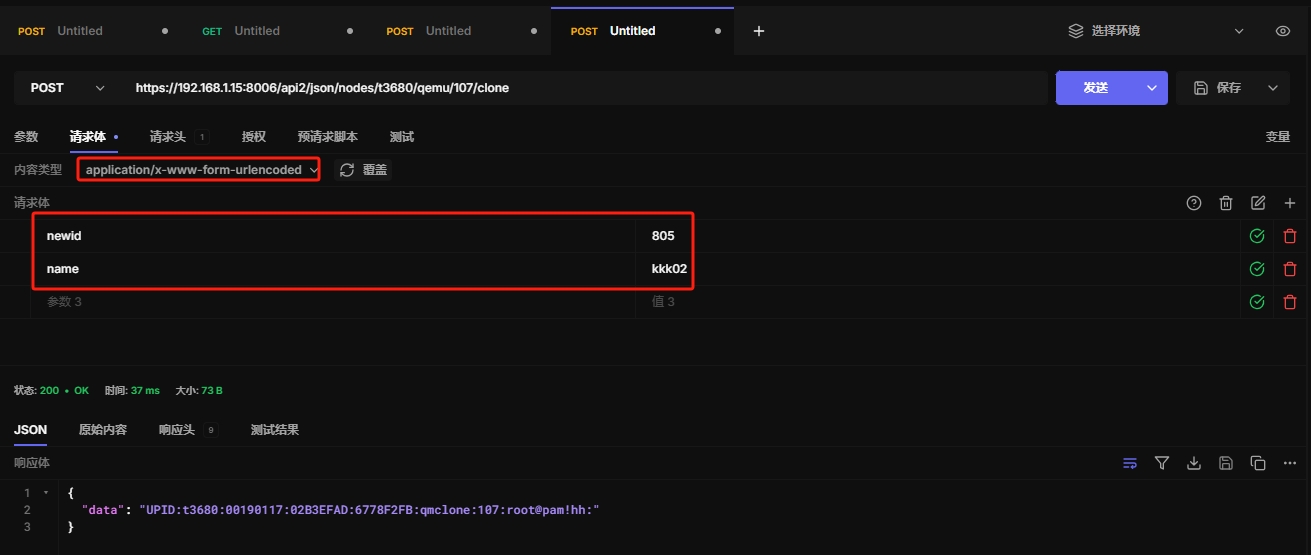 POST Untitled GET Untitled POST Untitled POST Untitled 选择环境
POST https://192.168.1.15:8006/api2/json/nodes/t3680/qemu/107/clone 发送 保存
参数 请求体 请求头 1 授权 预请求脚本 测试 变量
内容类型 application/x-www-form-urlencoded 覆盖
请求体
newid 805
name kkk02
参数 3 值 3
状态: 200 • OK 时间: 37 ms 大小: 73 B
JSON 原始内容 响应头 9 测试结果
响应体
1 {
2 "data": "UPID:t3680:00190117:02B3EFAD:6778F2FB:qmclone:107:root@pam!hh:"
3 }